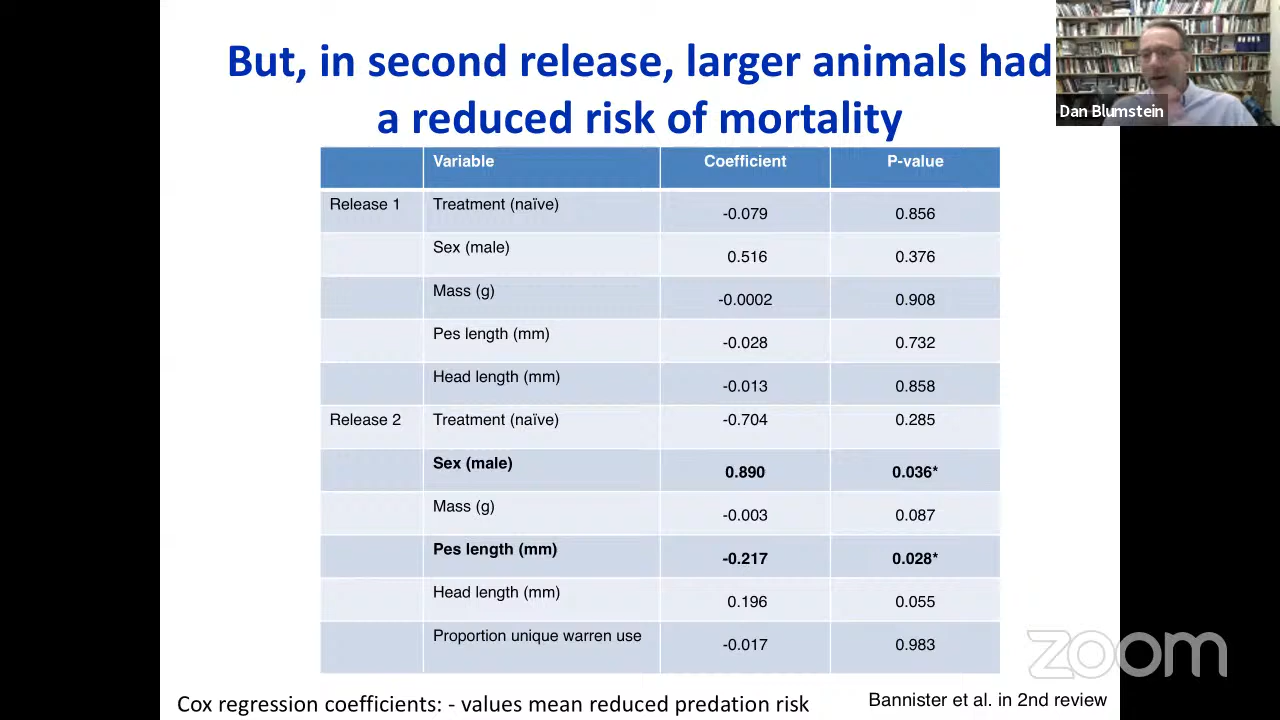 But, in second release, larger animals had
a reduced risk of mortality
Dan Blumstein
Variable Coefficient P-value
Release 1 Treatment (naïve) -0.079 0.856
Sex (male) 0.516 0.376
Mass (g) -0.0002 0.908
Pes length (mm) -0.028 0.732
Head length (mm) -0.013 0.858
Release 2 Treatment (naïve) -0.704 0.285
Sex (male) 0.890 0.036*
Mass (g) -0.003 0.087
Pes length (mm) -0.217 0.028*
Head length (mm) 0.196 0.055
Proportion unique warren use -0.017 0.983
zoom
Cox regression coefficients: - values mean reduced predation risk
Bannister et al. in 2nd review